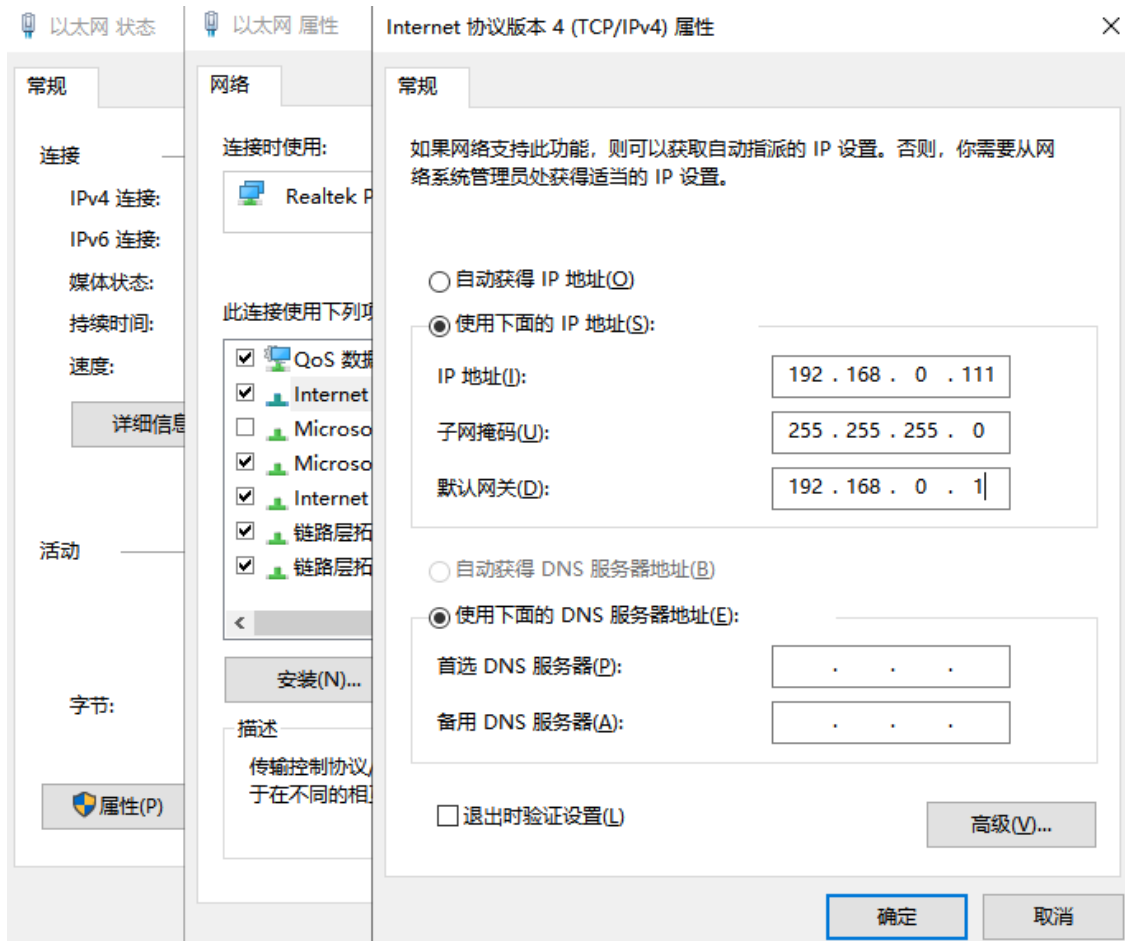 以太网 状态
常规
连接
IPv4 连接:
IPv6 连接:
媒体状态:
持续时间:
速度:
详细信息
活动
字节:
属性(P)
以太网 属性
网络
连接时使用:
Realtek P
此连接使用下列项
QoS 数据
Internet
Microso
Microso
Internet
链路层拓
链路层拓
安装(N)...
描述
传输控制协议/
于在不同的相互
Internet 协议版本 4 (TCP/IPv4) 属性
常规
如果网络支持此功能，则可以获取自动指派的 IP 设置。否则，你需要从网
络系统管理员处获得适当的 IP 设置。
自动获得 IP 地址(O)
使用下面的 IP 地址(S):
IP 地址(I): 192 . 168 . 0 . 111
子网掩码(U): 255 . 255 . 255 . 0
默认网关(D): 192 . 168 . 0 . 1
自动获得 DNS 服务器地址(B)
使用下面的 DNS 服务器地址(E):
首选 DNS 服务器(P): . . .
备用 DNS 服务器(A): . . .
退出时验证设置(L)
高级(V)...
确定
取消